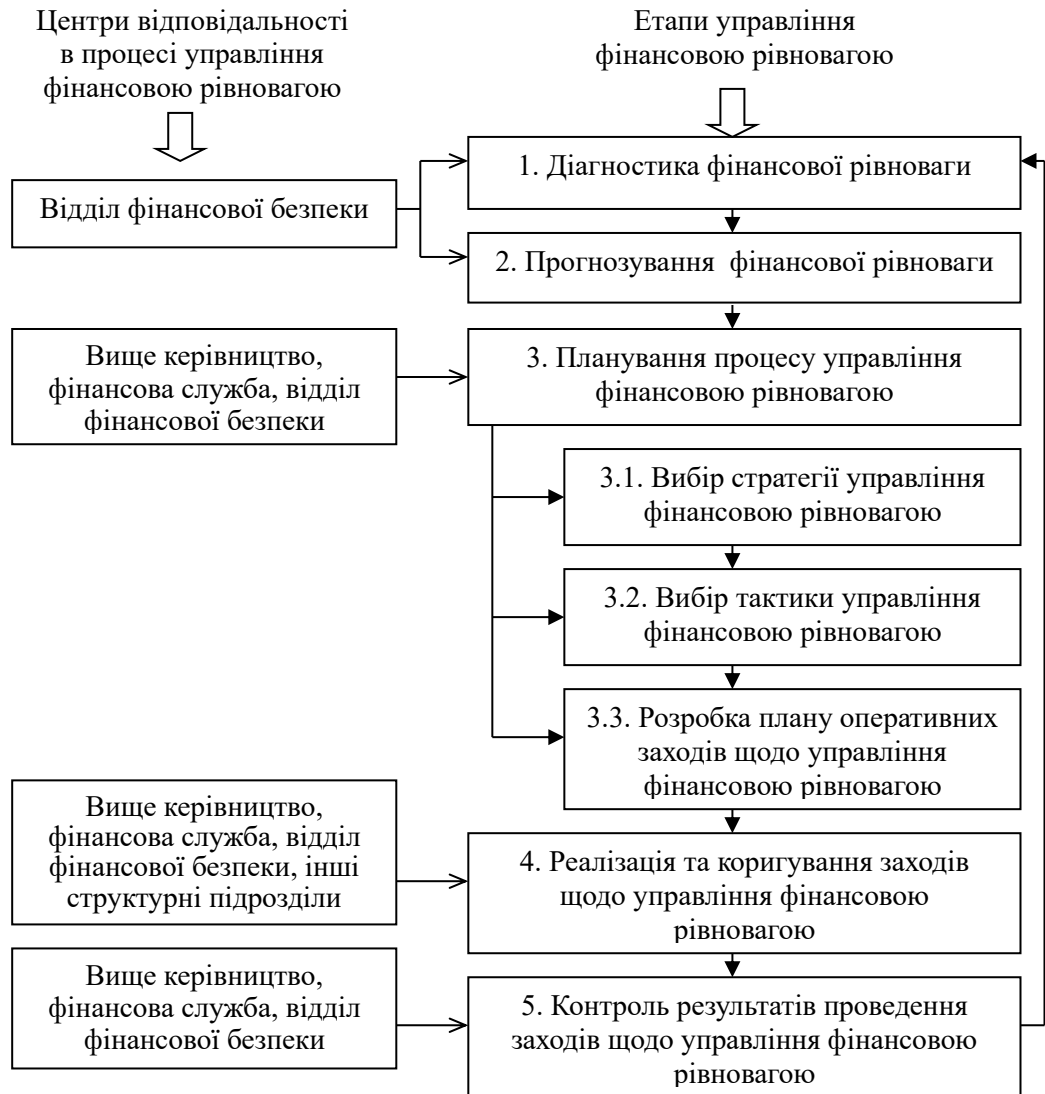 Центри відповідальності
в процесі управління
фінансовою рівновагою
Етапи управління
фінансовою рівновагою
Відділ фінансової безпеки
1. Діагностика фінансової рівноваги
2. Прогнозування фінансової рівноваги
Вище керівництво,
фінансова служба, відділ
фінансової безпеки
3. Планування процесу управління
фінансовою рівновагою
3.1. Вибір стратегії управління
фінансовою рівновагою
3.2. Вибір тактики управління
фінансовою рівновагою
3.3. Розробка плану оперативних
заходів щодо управління
фінансовою рівновагою
Вище керівництво,
фінансова служба, відділ
фінансової безпеки, інші
структурні підрозділи
4. Реалізація та коригування заходів
щодо управління фінансовою
рівновагою
Вище керівництво,
фінансова служба, відділ
фінансової безпеки
5. Контроль результатів проведення
заходів щодо управління фінансовою
рівновагою